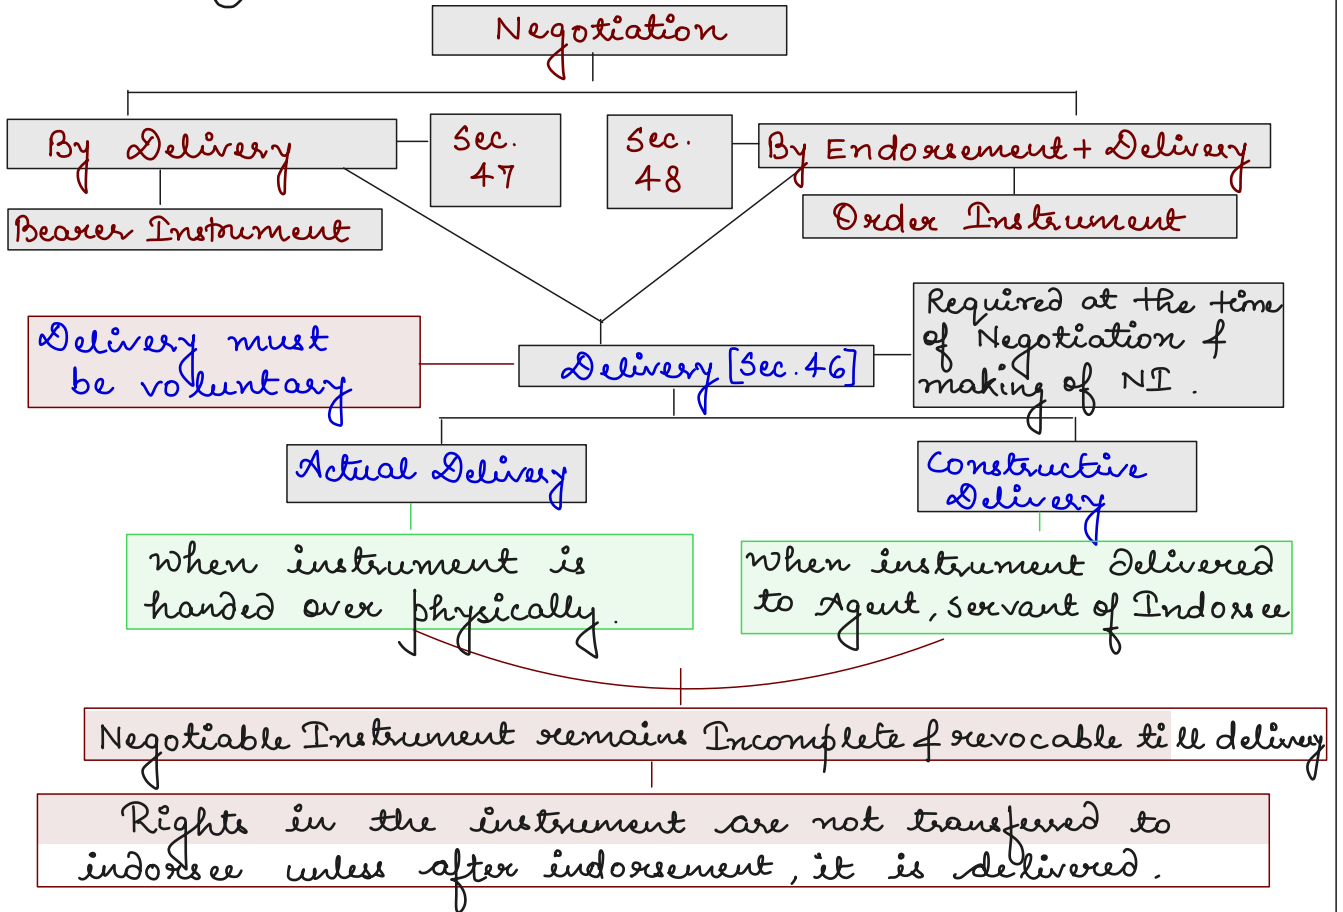 Negotiation
By Delivery
Sec.
47
Sec.
48
By Endorsement + Delivery
Bearer Instrument
Order Instrument
Delivery must
be voluntary
Delivery [Sec. 46]
Required at the time
of Negotiation &
making of NI.
Actual Delivery
Constructive
Delivery
When instrument is
handed over physically.
When instrument delivered
to Agent, servant of Indorsee
Negotiable Instrument remains Incomplete & revocable till delivery
Rights in the instrument are not transferred to
indorsee unless after indorsement, it is delivered.